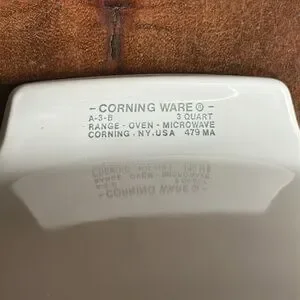 - CORNING WARE ® -
A-3-B 3 QUART
RANGE - OVEN - MICROWAVE
CORNING . NY. USA 479 MA